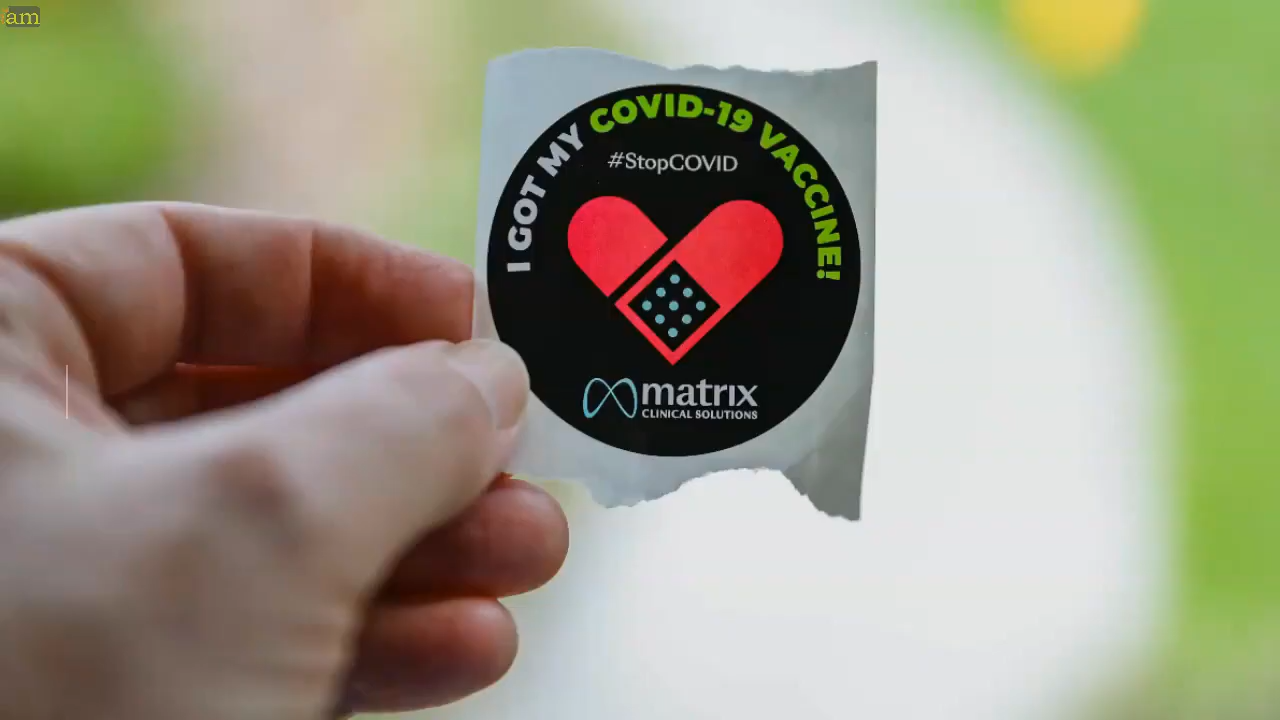 am
I GOT MY COVID-19 VACCINE!
#StopCOVID
matrix
CLINICAL SOLUTIONS